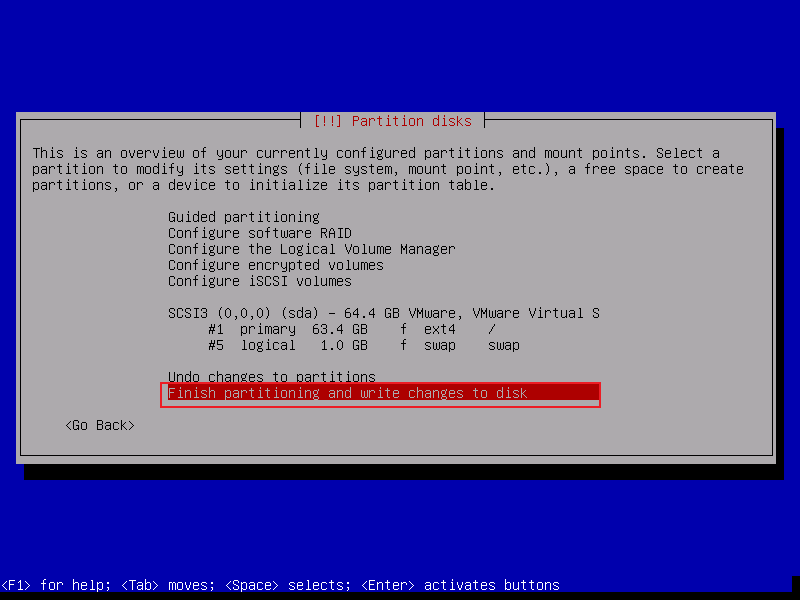 [!!] Partition disks
This is an overview of your currently configured partitions and mount points. Select a
partition to modify its settings (file system, mount point, etc.), a free space to create
partitions, or a device to initialize its partition table.
Guided partitioning
Configure software RAID
Configure the Logical Volume Manager
Configure encrypted volumes
Configure iSCSI volumes
SCSI3 (0,0,0) (sda) - 64.4 GB VMware, VMware Virtual S
#1 primary 63.4 GB f ext4 /
#5 logical 1.0 GB f swap swap
Undo changes to partitions
Finish partitioning and write changes to disk
<Go Back>
<F1> for help; <Tab> moves; <Space> selects; <Enter> activates buttons